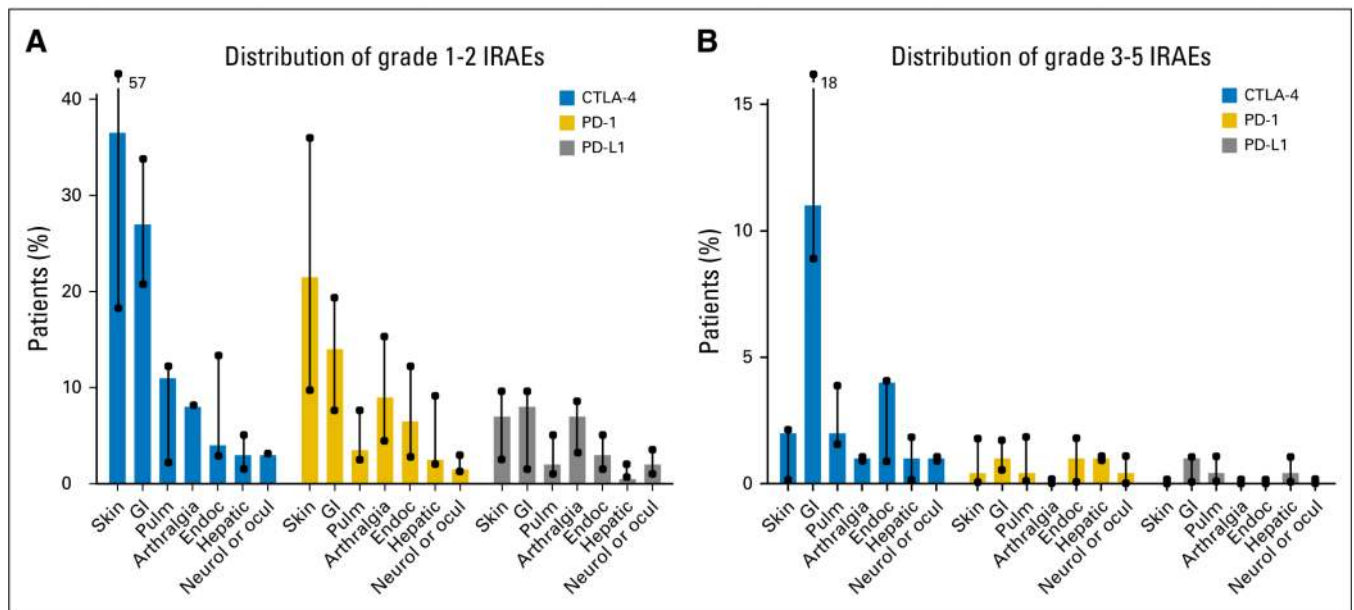 A
Distribution of grade 1-2 IRAEs
57
CTLA-4
PD-1
PD-L1
Patients (%)
40
30
20
10
0
Skin
GI
Pulm
Arthralgia
Endoc
Hepatic
Neurol or ocul
Skin
GI
Pulm
Arthralgia
Endoc
Hepatic
Neurol or ocul
Skin
GI
Pulm
Arthralgia
Endoc
Hepatic
Neurol or ocul
B
Distribution of grade 3-5 IRAEs
18
CTLA-4
PD-1
PD-L1
Patients (%)
15
10
5
0
Skin
GI
Pulm
Arthralgia
Endoc
Hepatic
Neurol or ocul
Skin
GI
Pulm
Arthralgia
Endoc
Hepatic
Neurol or ocul
Skin
GI
Pulm
Arthralgia
Endoc
Hepatic
Neurol or ocul